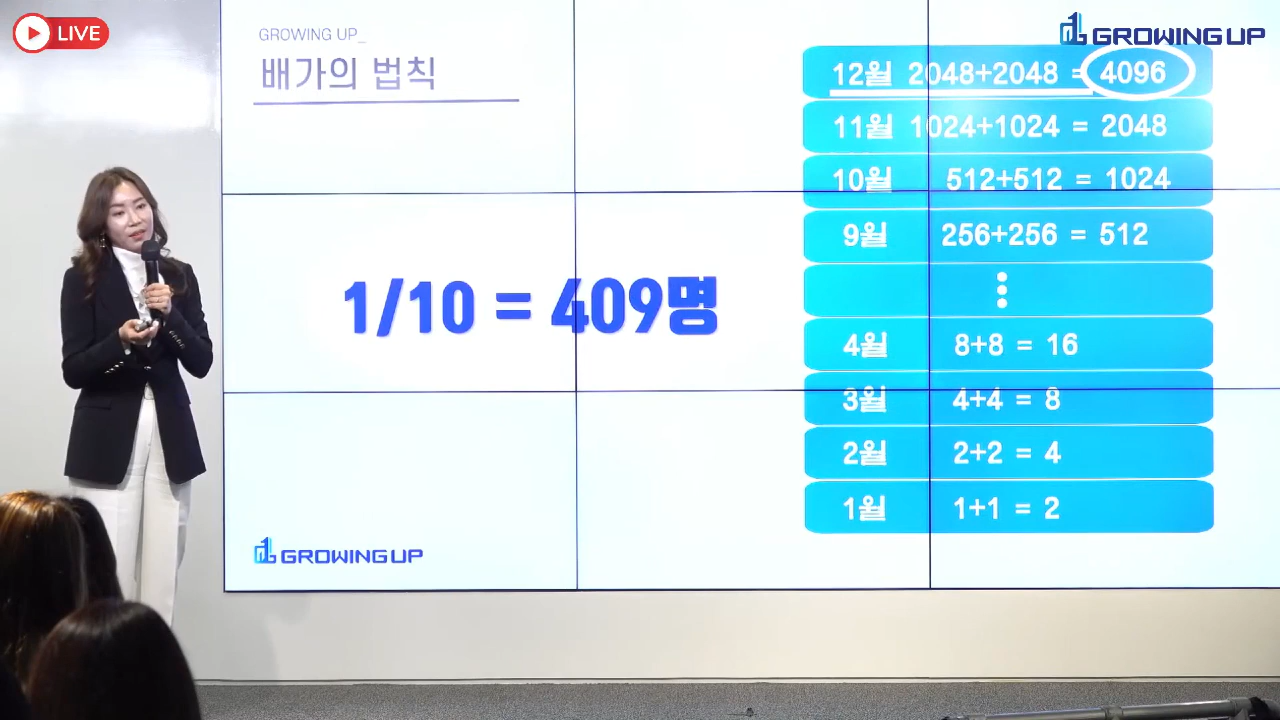 LIVE
GROWING UP_
배가의 법칙
GROWING UP
12월 2048+2048 = 4096
11월 1024+1024 = 2048
10월 512+512 = 1024
9월 256+256 = 512
4월 8+8 = 16
3월 4+4 = 8
2월 2+2 = 4
1월 1+1 = 2
1/10 = 409명
GROWING UP